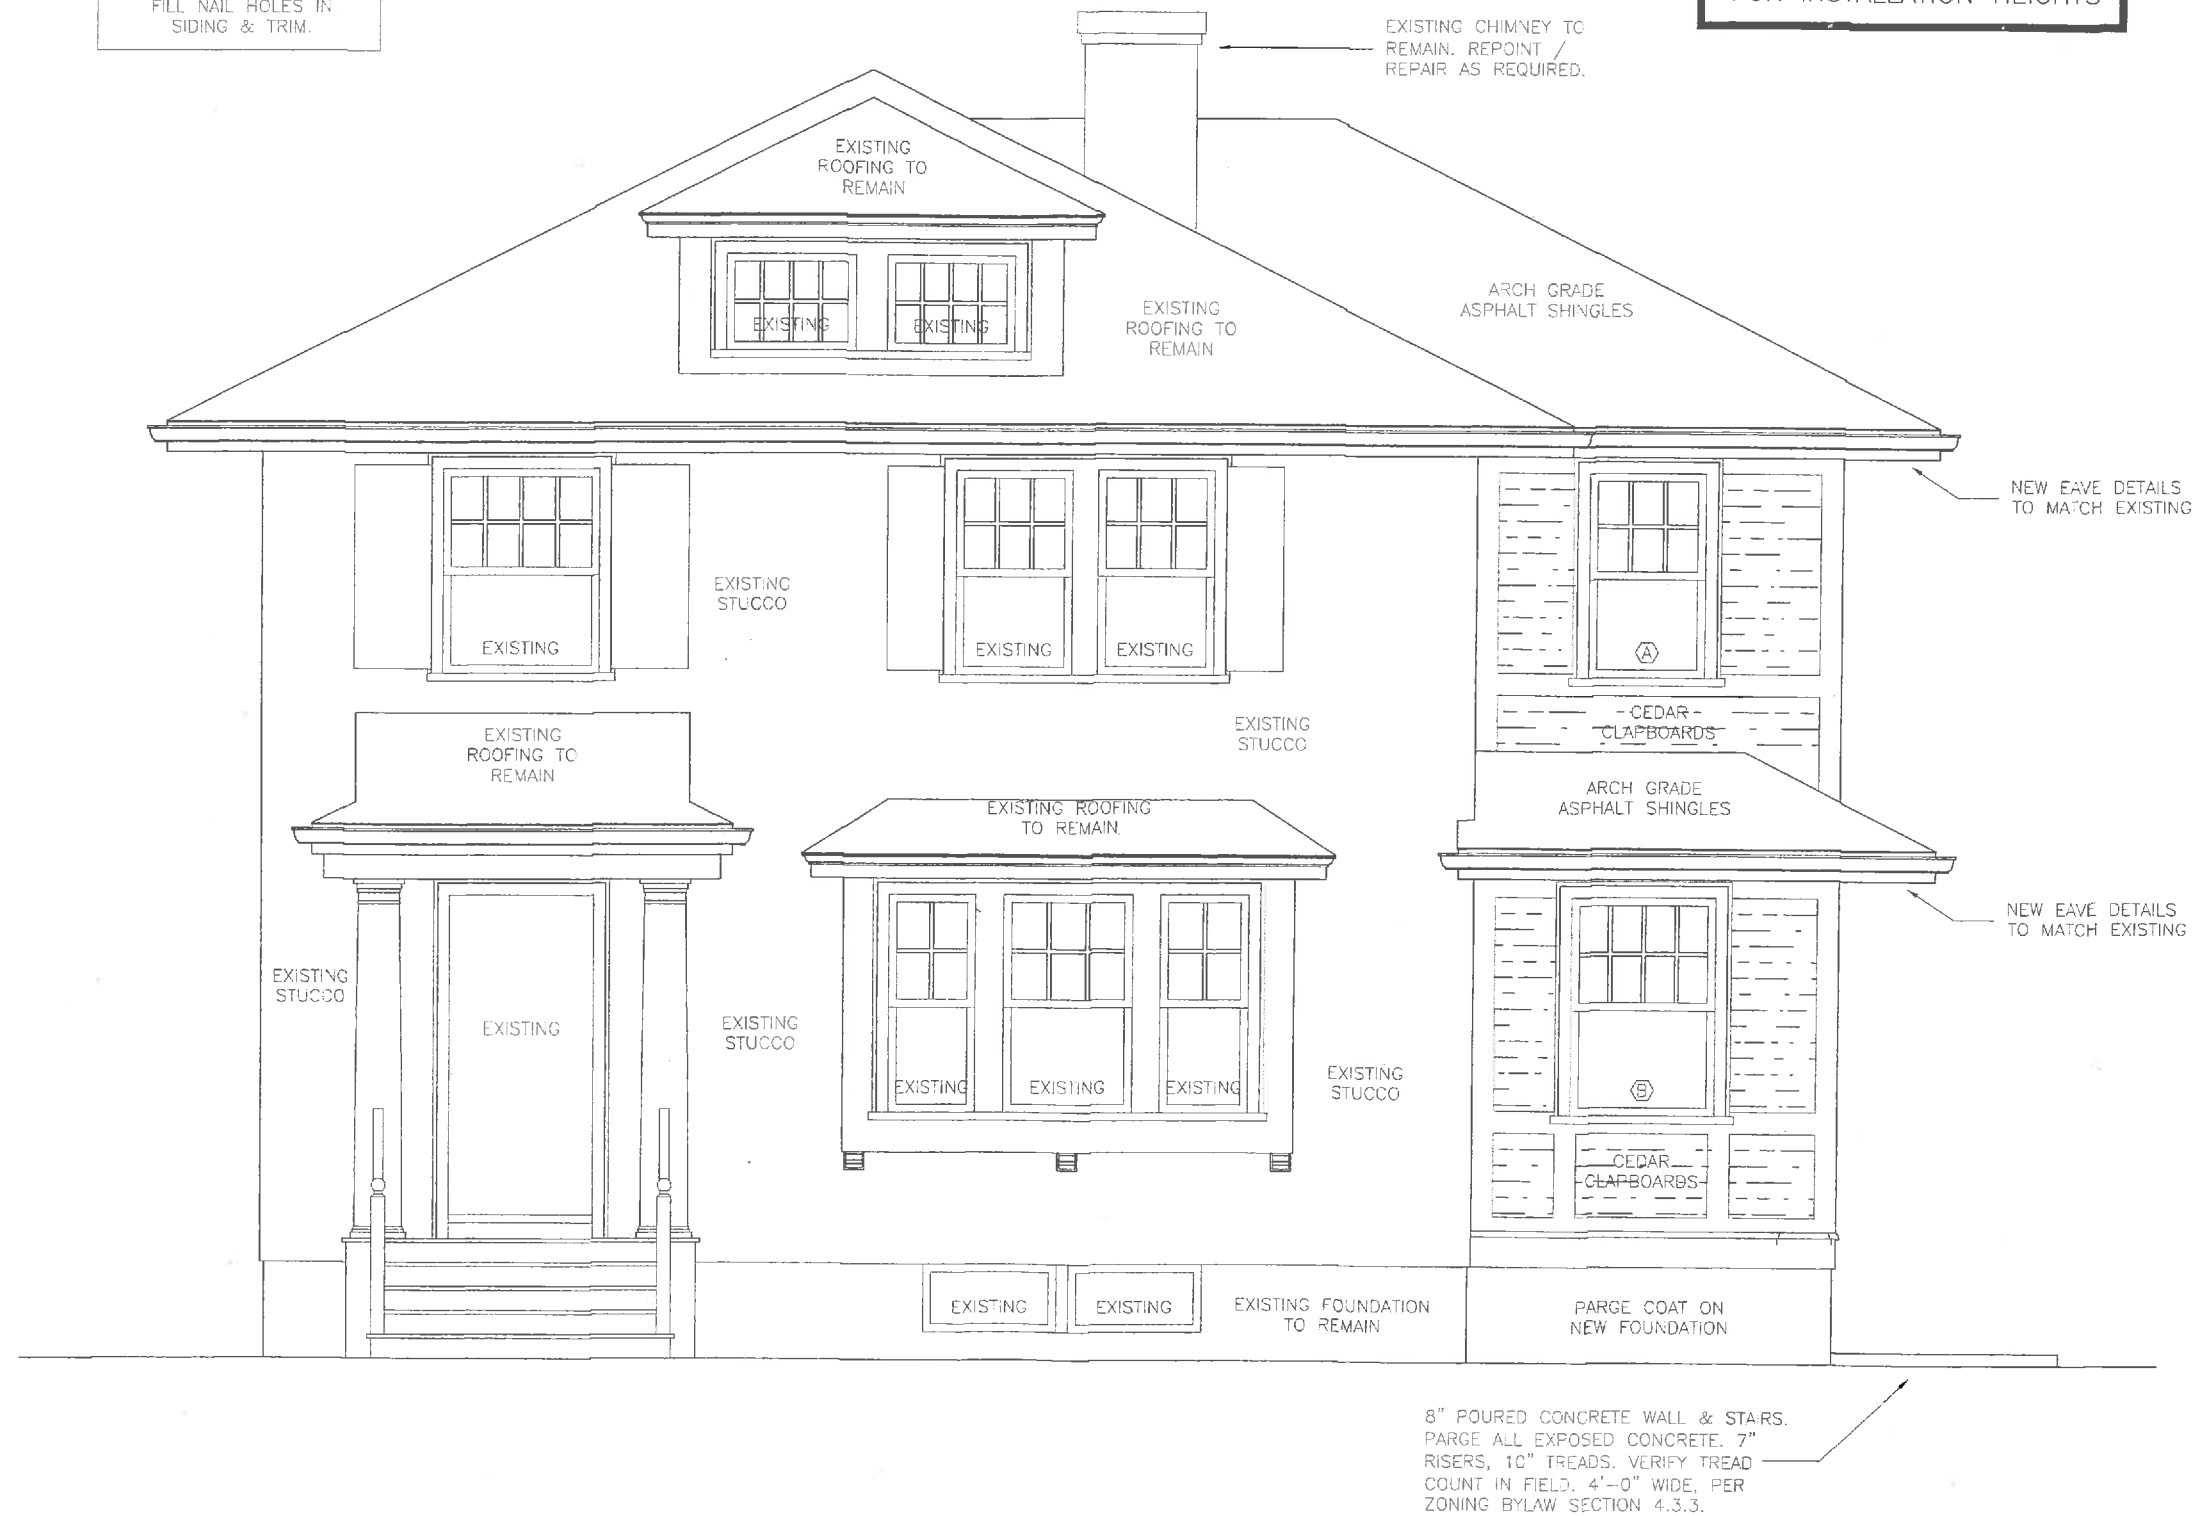 FILL NAIL HOLES IN
SIDING & TRIM.
FOR INSTALLATION HEIGHTS
EXISTING CHIMNEY TO
REMAIN. REPOINT /
REPAIR AS REQUIRED.
EXISTING
ROOFING TO
REMAIN
EXISTING
EXISTING
EXISTING
ROOFING TO
REMAIN
ARCH GRADE
ASPHALT SHINGLES
NEW EAVE DETAILS
TO MATCH EXISTING
EXISTING
STUCCO
EXISTING
EXISTING
EXISTING
A
CEDAR
CLAPBOARDS
EXISTING
STUCCO
EXISTING
ROOFING TO
REMAIN
ARCH GRADE
ASPHALT SHINGLES
EXISTING ROOFING
TO REMAIN.
NEW EAVE DETAILS
TO MATCH EXISTING
EXISTING
STUCCO
EXISTING
EXISTING
STUCCO
EXISTING
EXISTING
EXISTING
EXISTING
STUCCO
B
CEDAR
CLAPBOARDS
EXISTING
EXISTING
EXISTING FOUNDATION
TO REMAIN
PARGE COAT ON
NEW FOUNDATION
8" POURED CONCRETE WALL & STAIRS.
PARGE ALL EXPOSED CONCRETE. 7"
RISERS, 10" TREADS. VERIFY TREAD
COUNT IN FIELD. 4'-0" WIDE, PER
ZONING BYLAW SECTION 4.3.3.